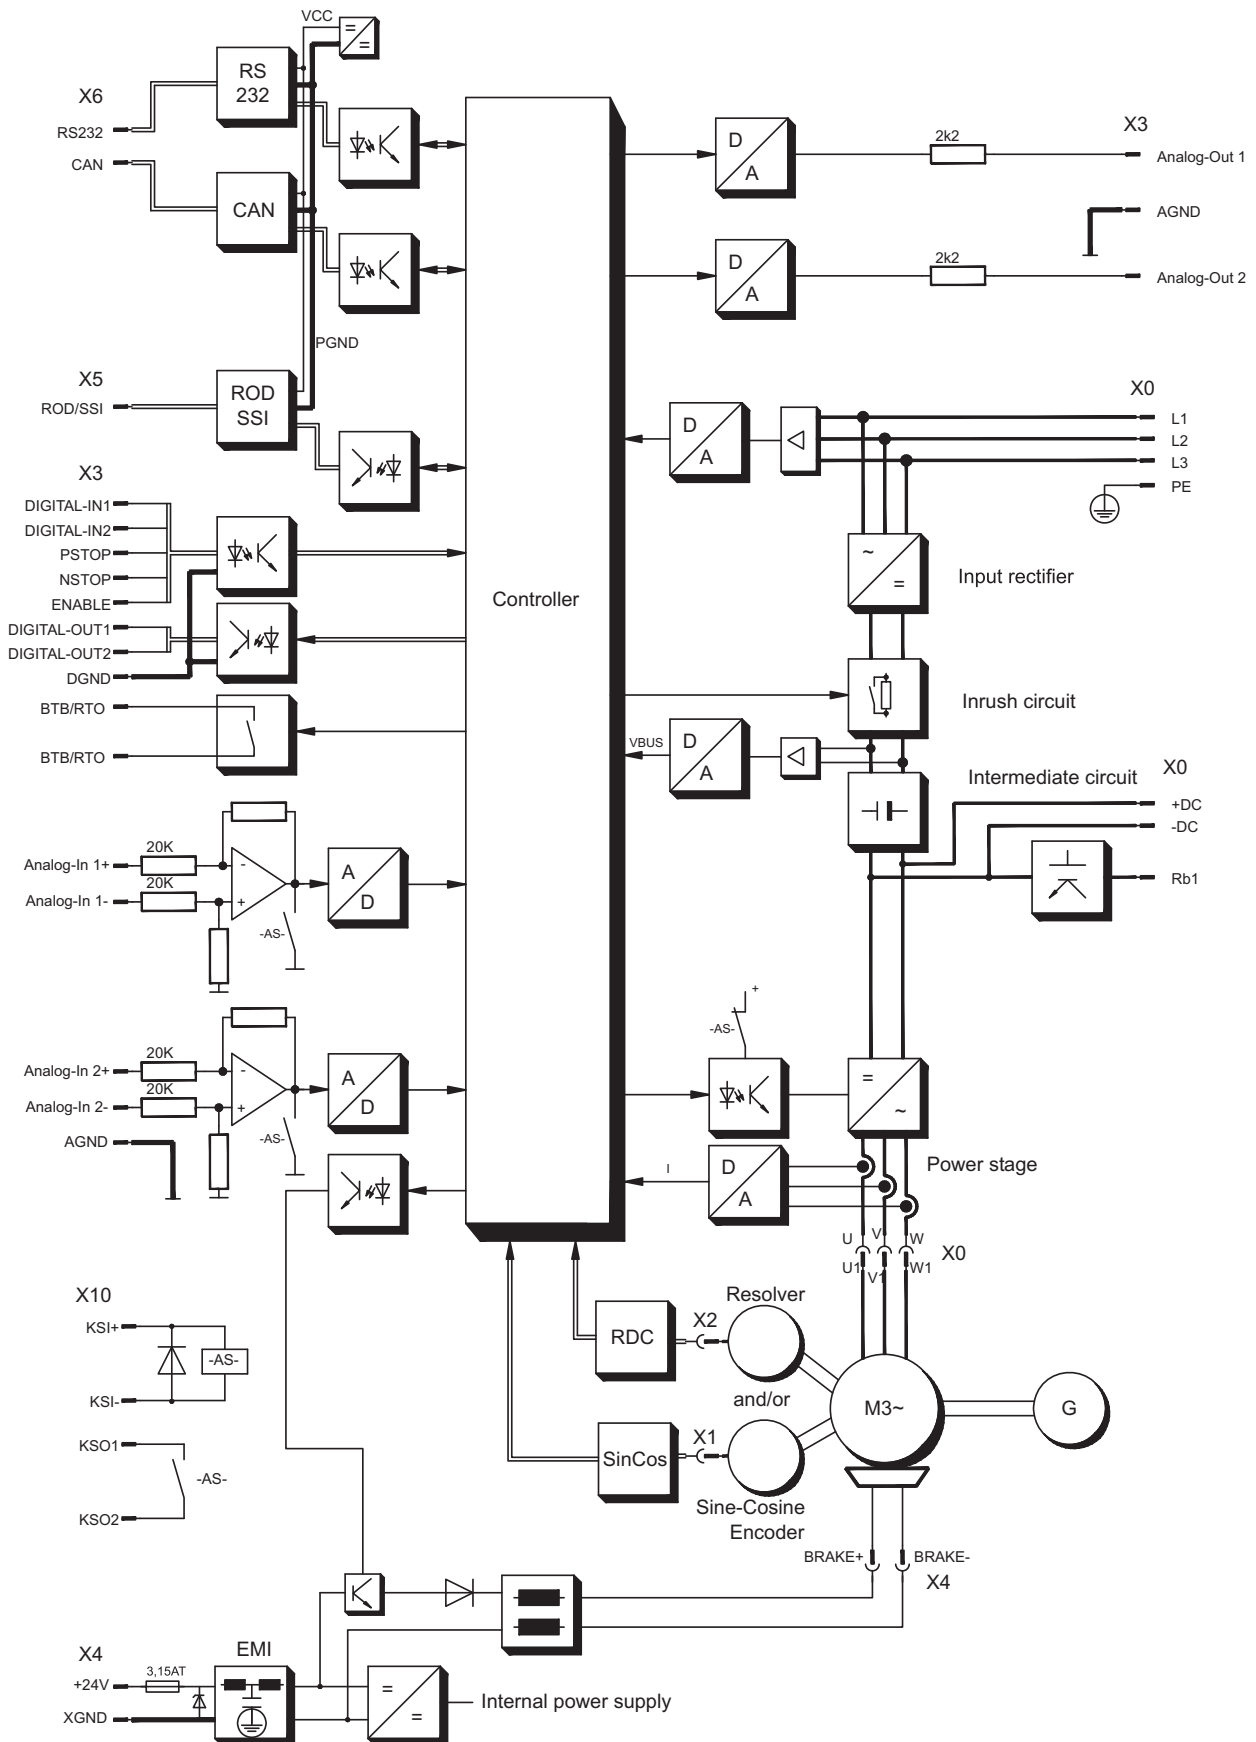 VCC
=
=
RS
232
X6
RS232
CAN
CAN
PGND
X5
ROD/SSI
ROD
SSI
X3
DIGITAL-IN1
DIGITAL-IN2
PSTOP
NSTOP
ENABLE
DIGITAL-OUT1
DIGITAL-OUT2
DGND
BTB/RTO
BTB/RTO
Controller
D
A
2k2
X3
Analog-Out 1
AGND
D
A
2k2
Analog-Out 2
X0
L1
L2
L3
PE
D
A
~
=
Input rectifier
Inrush circuit
VBUS
D
A
Intermediate circuit
X0
+DC
-DC
Rb1
Analog-In 1+
20K
Analog-In 1-
20K
-
+
-AS-
A
D
Analog-In 2+
20K
Analog-In 2-
20K
-
+
-AS-
A
D
AGND
+
-AS-
=
~
Power stage
I
D
A
U
V
W
X0
U1
V1
W1
X10
KSI+
-AS-
KSI-
KSO1
-AS-
KSO2
RDC
X2
Resolver
and/or
M3~
G
SinCos
X1
Sine-Cosine
Encoder
BRAKE+
BRAKE-
X4
X4
+24V
3,15AT
XGND
EMI
=
=
Internal power supply